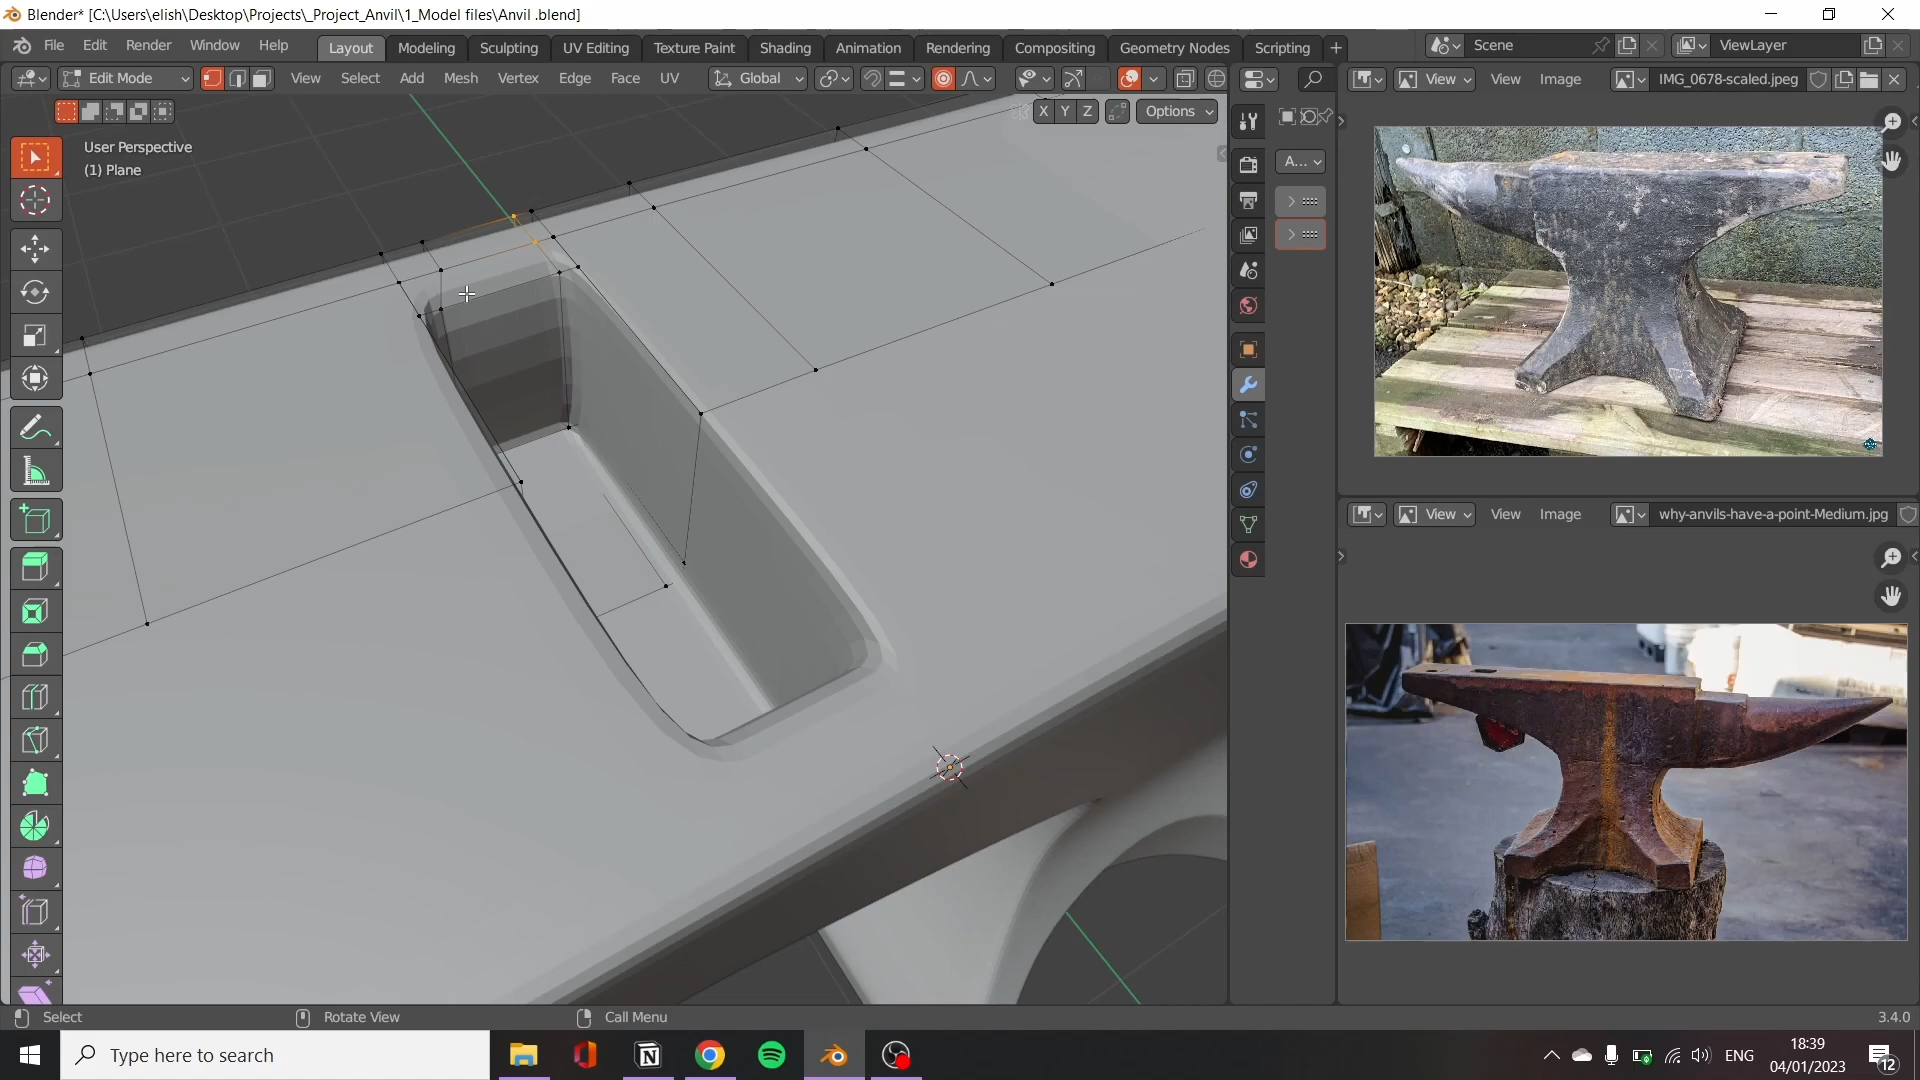 Blender* [C:\Users\elish\Desktop\Projects\_Project_Anvil\1_Model files\Anvil .blend]
File Edit Render Window Help Layout Modeling Sculpting UV Editing Texture Paint Shading Animation Rendering Compositing Geometry Nodes Scripting + Scene ViewLayer
Edit Mode View Select Add Mesh Vertex Edge Face UV Global View View Image IMG_0678-scaled.jpeg
X Y Z Options
User Perspective
(1) Plane
A...
View View Image why-anvils-have-a-point-Medium.jpg
Select Rotate View Call Menu 3.4.0
Type here to search ENG 18:39
04/01/2023 12